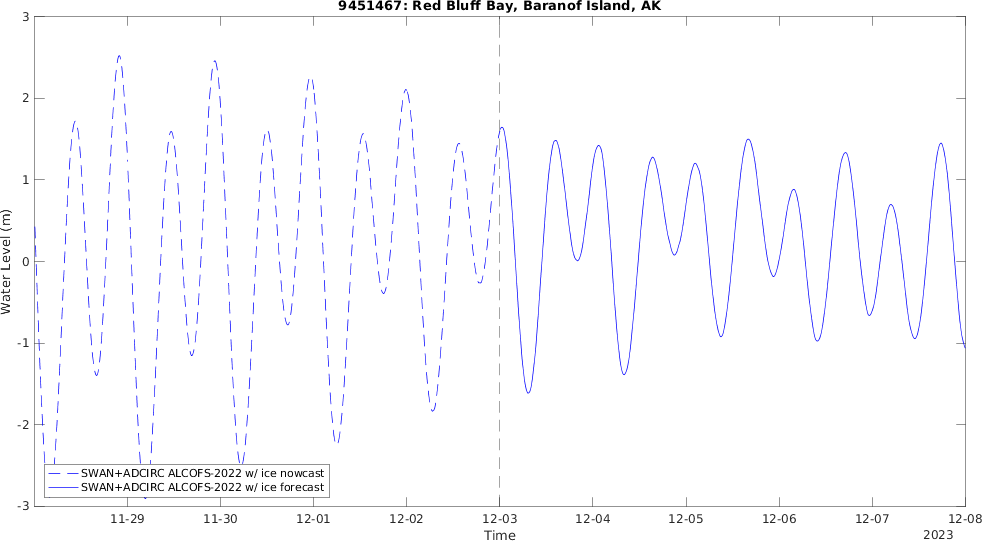 9451467: Red Bluff Bay, Baranof Island, AK
Water Level (m)
3
2
1
0
-1
-2
-3
SWAN+ADCIRC ALCOFS-2022 w/ ice nowcast
SWAN+ADCIRC ALCOFS-2022 w/ ice forecast
11-29 11-30 12-01 12-02 12-03 12-04 12-05 12-06 12-07 12-08
Time
2023